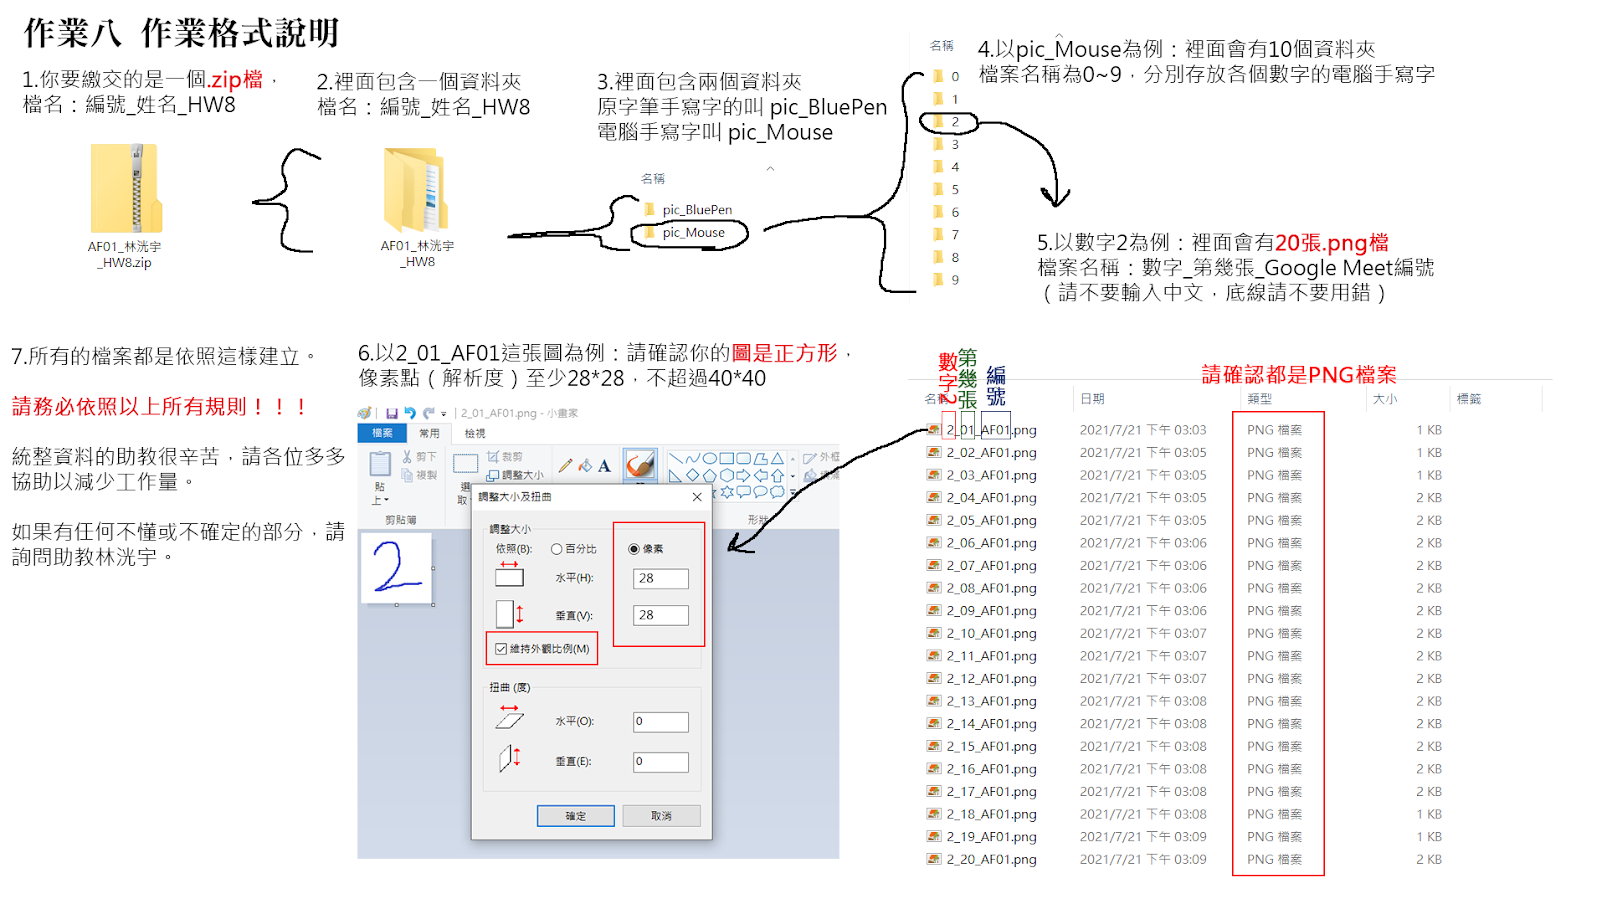 作業八 作業格式說明
1.你要繳交的是一個.zip檔，
檔名：編號_姓名_HW8
AF01_林洸宇
_HW8.zip
2.裡面包含一個資料夾
檔名：編號_姓名_HW8
AF01_林洸宇
_HW8
3.裡面包含兩個資料夾
原字筆手寫字的叫 pic_BluePen
電腦手寫字叫 pic_Mouse
名稱
pic_BluePen
pic_Mouse
名稱
0
1
2
3
4
5
6
7
8
9
4.以pic_Mouse為例：裡面會有10個資料夾
檔案名稱為0~9，分別存放各個數字的電腦手寫字
5.以數字2為例：裡面會有20張.png檔
檔案名稱：數字_第幾張_Google Meet編號
（請不要輸入中文，底線請不要用錯）
7.所有的檔案都是依照這樣建立。
請務必依照以上所有規則！！！
統整資料的助教很辛苦，請各位多多
協助以減少工作量。
如果有任何不懂或不確定的部分，請
詢問助教林洸宇。
6.以2_01_AF01這張圖為例：請確認你的圖是正方形，
像素點（解析度）至少28*28，不超過40*40
2_01_AF01.png - 小畫家
檔案 常用 檢視
貼
上
剪下
複製
剪貼簿
選
取
裁剪
調整大小
A
形狀
外框
2
調整大小及扭曲
調整大小
依照(B): 百分比 像素
水平(H): 28
垂直(V): 28
維持外觀比例(M)
扭曲 (度)
水平(O): 0
垂直(E): 0
確定 取消
數字2
第幾張
編號
請確認都是PNG檔案
名稱 日期 類型 大小 標籤
2_01_AF01.png 2021/7/21 下午 03:03 PNG 檔案 1 KB
2_02_AF01.png 2021/7/21 下午 03:05 PNG 檔案 1 KB
2_03_AF01.png 2021/7/21 下午 03:05 PNG 檔案 1 KB
2_04_AF01.png 2021/7/21 下午 03:05 PNG 檔案 2 KB
2_05_AF01.png 2021/7/21 下午 03:05 PNG 檔案 2 KB
2_06_AF01.png 2021/7/21 下午 03:06 PNG 檔案 2 KB
2_07_AF01.png 2021/7/21 下午 03:06 PNG 檔案 1 KB
2_08_AF01.png 2021/7/21 下午 03:06 PNG 檔案 2 KB
2_09_AF01.png 2021/7/21 下午 03:06 PNG 檔案 2 KB
2_10_AF01.png 2021/7/21 下午 03:07 PNG 檔案 2 KB
2_11_AF01.png 2021/7/21 下午 03:07 PNG 檔案 2 KB
2_12_AF01.png 2021/7/21 下午 03:07 PNG 檔案 2 KB
2_13_AF01.png 2021/7/21 下午 03:08 PNG 檔案 2 KB
2_14_AF01.png 2021/7/21 下午 03:08 PNG 檔案 2 KB
2_15_AF01.png 2021/7/21 下午 03:08 PNG 檔案 2 KB
2_16_AF01.png 2021/7/21 下午 03:08 PNG 檔案 2 KB
2_17_AF01.png 2021/7/21 下午 03:08 PNG 檔案 2 KB
2_18_AF01.png 2021/7/21 下午 03:08 PNG 檔案 1 KB
2_19_AF01.png 2021/7/21 下午 03:09 PNG 檔案 1 KB
2_20_AF01.png 2021/7/21 下午 03:09 PNG 檔案 2 KB